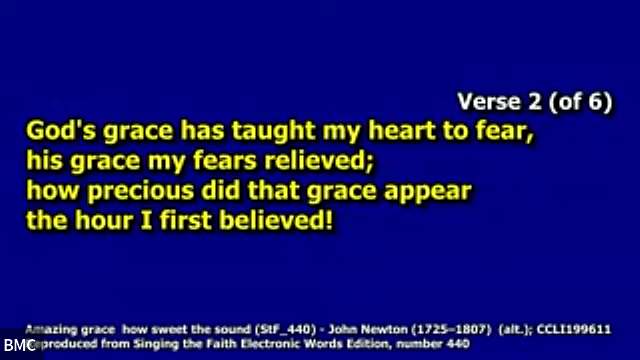 Verse 2 (of 6)
God's grace has taught my heart to fear,
his grace my fears relieved;
how precious did that grace appear
the hour I first believed!
Amazing grace how sweet the sound (StF_440) - John Newton (1725–1807) (alt.); CCLI199611
BMC Reproduced from Singing the Faith Electronic Words Edition, number 440